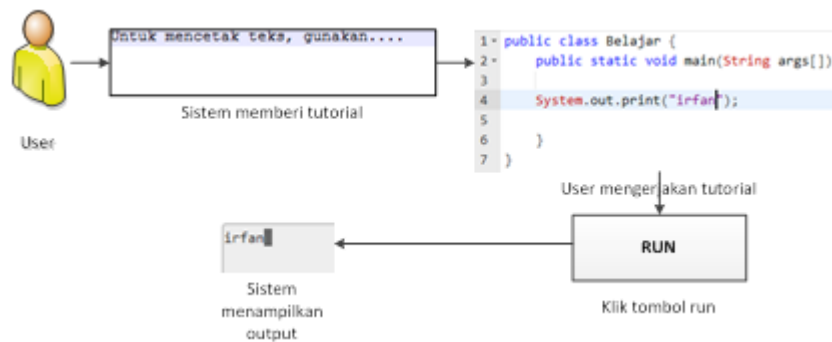 Untuk mencetak teks, gunakan....
Sistem memberi tutorial
User
1 public class Belajar {
2 public static void main(String args[])
3
4 System.out.print("irfan");
5
6 }
7 }
User mengerjakan tutorial
RUN
Klik tombol run
irfan
Sistem
menampilkan
output